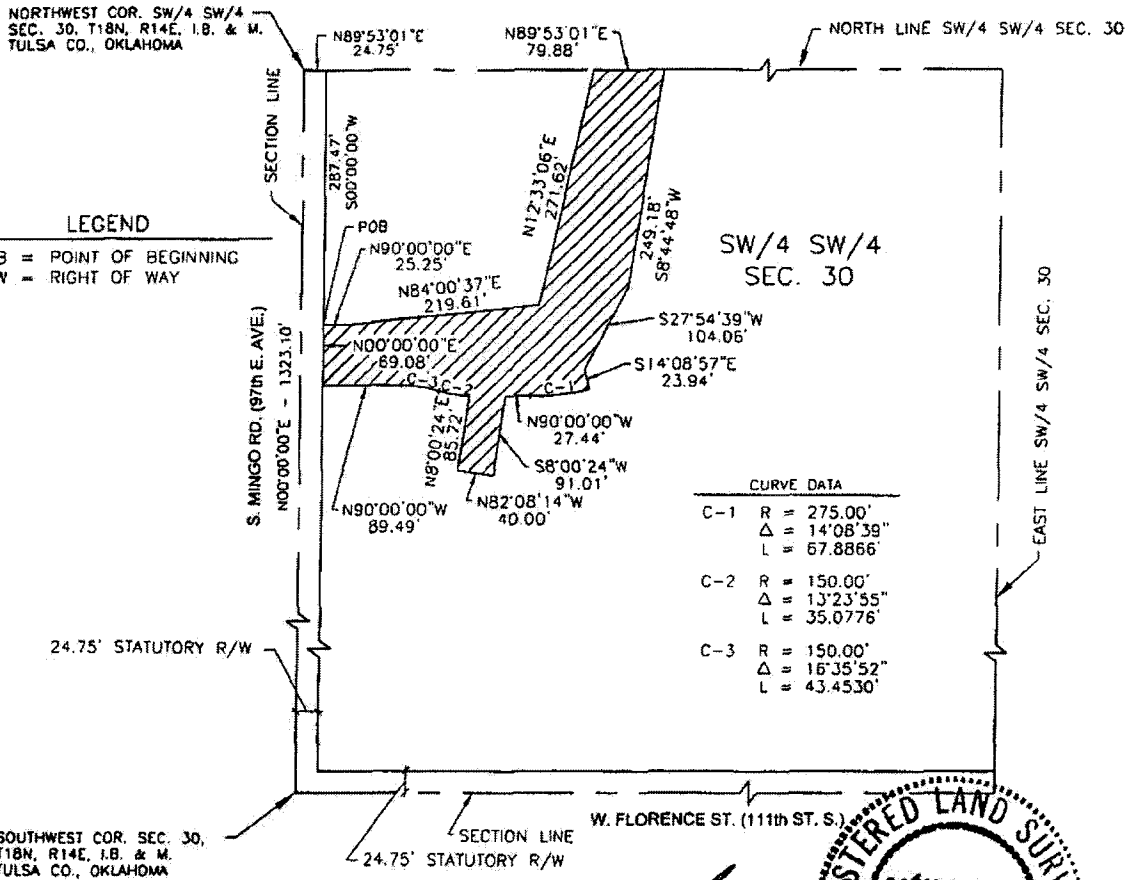 NORTHWEST COR. SW/4 SW/4
SEC. 30, T18N, R14E, I.B. & M.
TULSA CO., OKLAHOMA
N89°53'01"E
24.75'
N89°53'01"E
79.88'
NORTH LINE SW/4 SW/4 SEC. 30
SECTION LINE
287.47'
S00°00'00"W
N12°33'06"E
271.62'
249.18'
S8°44'48"W
LEGEND
B = POINT OF BEGINNING
W = RIGHT OF WAY
POB
N90°00'00"E
25.25'
N84°00'37"E
219.61'
SW/4 SW/4
SEC. 30
S27°54'39"W
104.06'
N00°00'00"E
69.08'
S14°08'57"E
23.94'
C-3
C-2
C-1
S. MINGO RD. (97th E. AVE.)
N00°00'00"E - 1323.10'
N8°00'24"E
85.72'
N90°00'00"W
27.44'
S8°00'24"W
91.01'
N82°08'14"W
40.00'
N90°00'00"W
89.49'
EAST LINE SW/4 SW/4 SEC. 30
CURVE DATA
C-1 R = 275.00'
Δ = 14°08'39"
L = 67.8866'
C-2 R = 150.00'
Δ = 13°23'55"
L = 35.0776'
C-3 R = 150.00'
Δ = 16°35'52"
L = 43.4530'
24.75' STATUTORY R/W
W. FLORENCE ST. (111th ST. S.)
SOUTHWEST COR. SEC. 30,
T18N, R14E, I.B. & M.
TULSA CO., OKLAHOMA
SECTION LINE
24.75' STATUTORY R/W
STERED LAND SUR